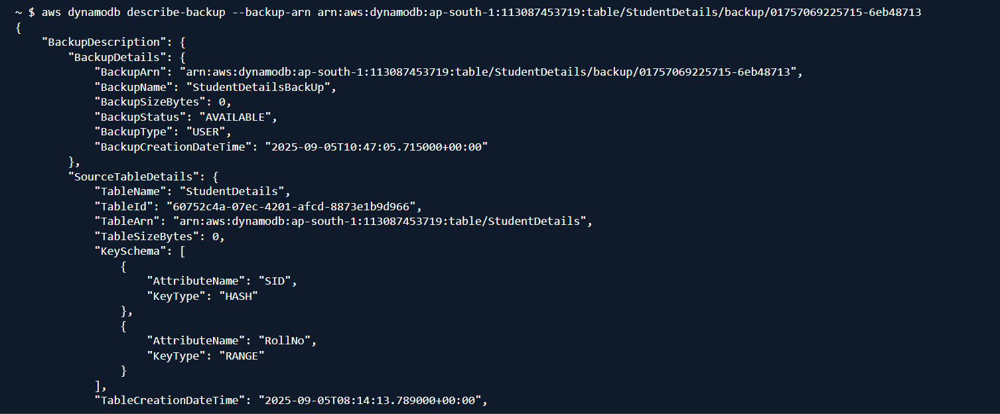 ~ $ aws dynamodb describe-backup --backup-arn arn:aws:dynamodb:ap-south-1:113087453719:table/StudentDetails/backup/01757069225715-6eb48713
{
    "BackupDescription": {
        "BackupDetails": {
            "BackupArn": "arn:aws:dynamodb:ap-south-1:113087453719:table/StudentDetails/backup/01757069225715-6eb48713",
            "BackupName": "StudentDetailsBackUp",
            "BackupSizeBytes": 0,
            "BackupStatus": "AVAILABLE",
            "BackupType": "USER",
            "BackupCreationDateTime": "2025-09-05T10:47:05.715000+00:00"
        },
        "SourceTableDetails": {
            "TableName": "StudentDetails",
            "TableId": "60752c4a-07ec-4201-afcd-8873e1b9d966",
            "TableArn": "arn:aws:dynamodb:ap-south-1:113087453719:table/StudentDetails",
            "TableSizeBytes": 0,
            "KeySchema": [
                {
                    "AttributeName": "SID",
                    "KeyType": "HASH"
                },
                {
                    "AttributeName": "RollNo",
                    "KeyType": "RANGE"
                }
            ],
            "TableCreationDateTime": "2025-09-05T08:14:13.789000+00:00",